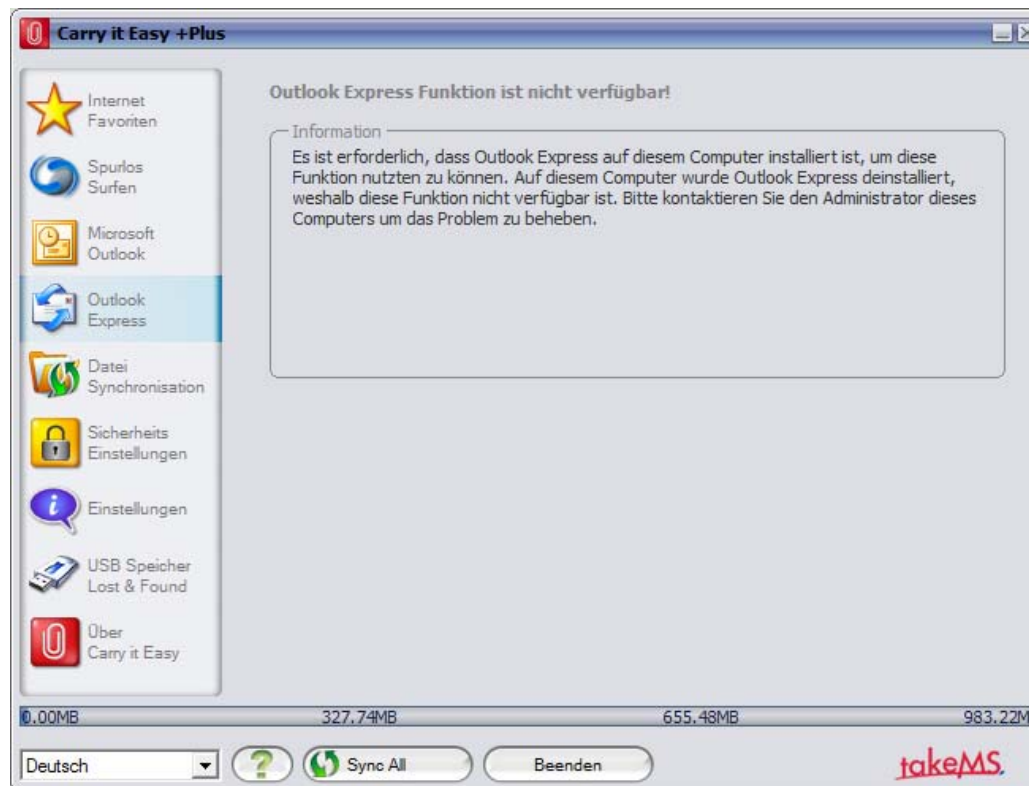 Carry it Easy +Plus
Internet
Favoriten
Spurlos
Surfen
Microsoft
Outlook
Outlook
Express
Datei
Synchronisation
Sicherheits
Einstellungen
Einstellungen
USB Speicher
Lost & Found
Über
Carry it Easy
Outlook Express Funktion ist nicht verfügbar!
Information
Es ist erforderlich, dass Outlook Express auf diesem Computer installiert ist, um diese
Funktion nutzten zu können. Auf diesem Computer wurde Outlook Express deinstalliert,
weshalb diese Funktion nicht verfügbar ist. Bitte kontaktieren Sie den Administrator dieses
Computers um das Problem zu beheben.
0.00MB 327.74MB 655.48MB 983.22M
Deutsch ? Sync All Beenden takeMS.